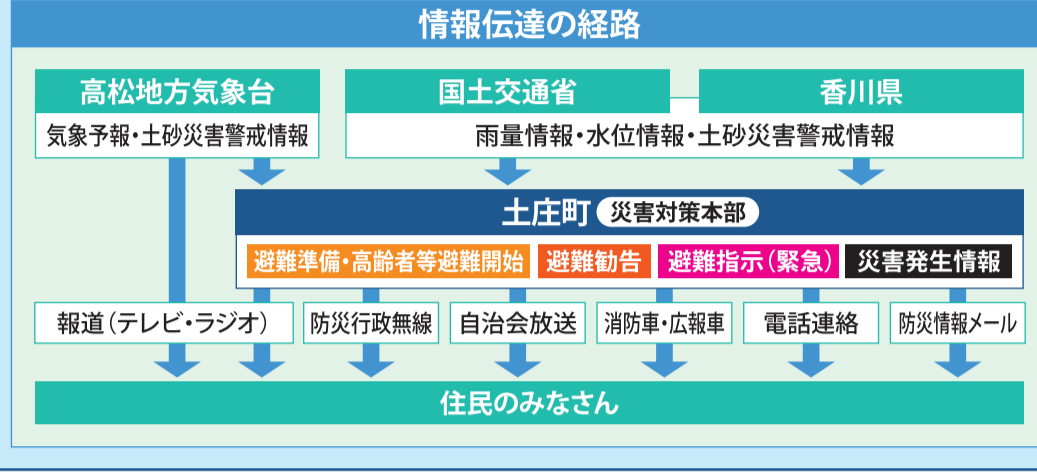 情報伝達の経路
高松地方気象台
気象予報・土砂災害警戒情報
国土交通省
香川県
雨量情報・水位情報・土砂災害警戒情報
土庄町 災害対策本部
避難準備・高齢者等避難開始 避難勧告 避難指示（緊急） 災害発生情報
報道（テレビ・ラジオ） 防災行政無線 自治会放送 消防車・広報車 電話連絡 防災情報メール
住民のみなさん